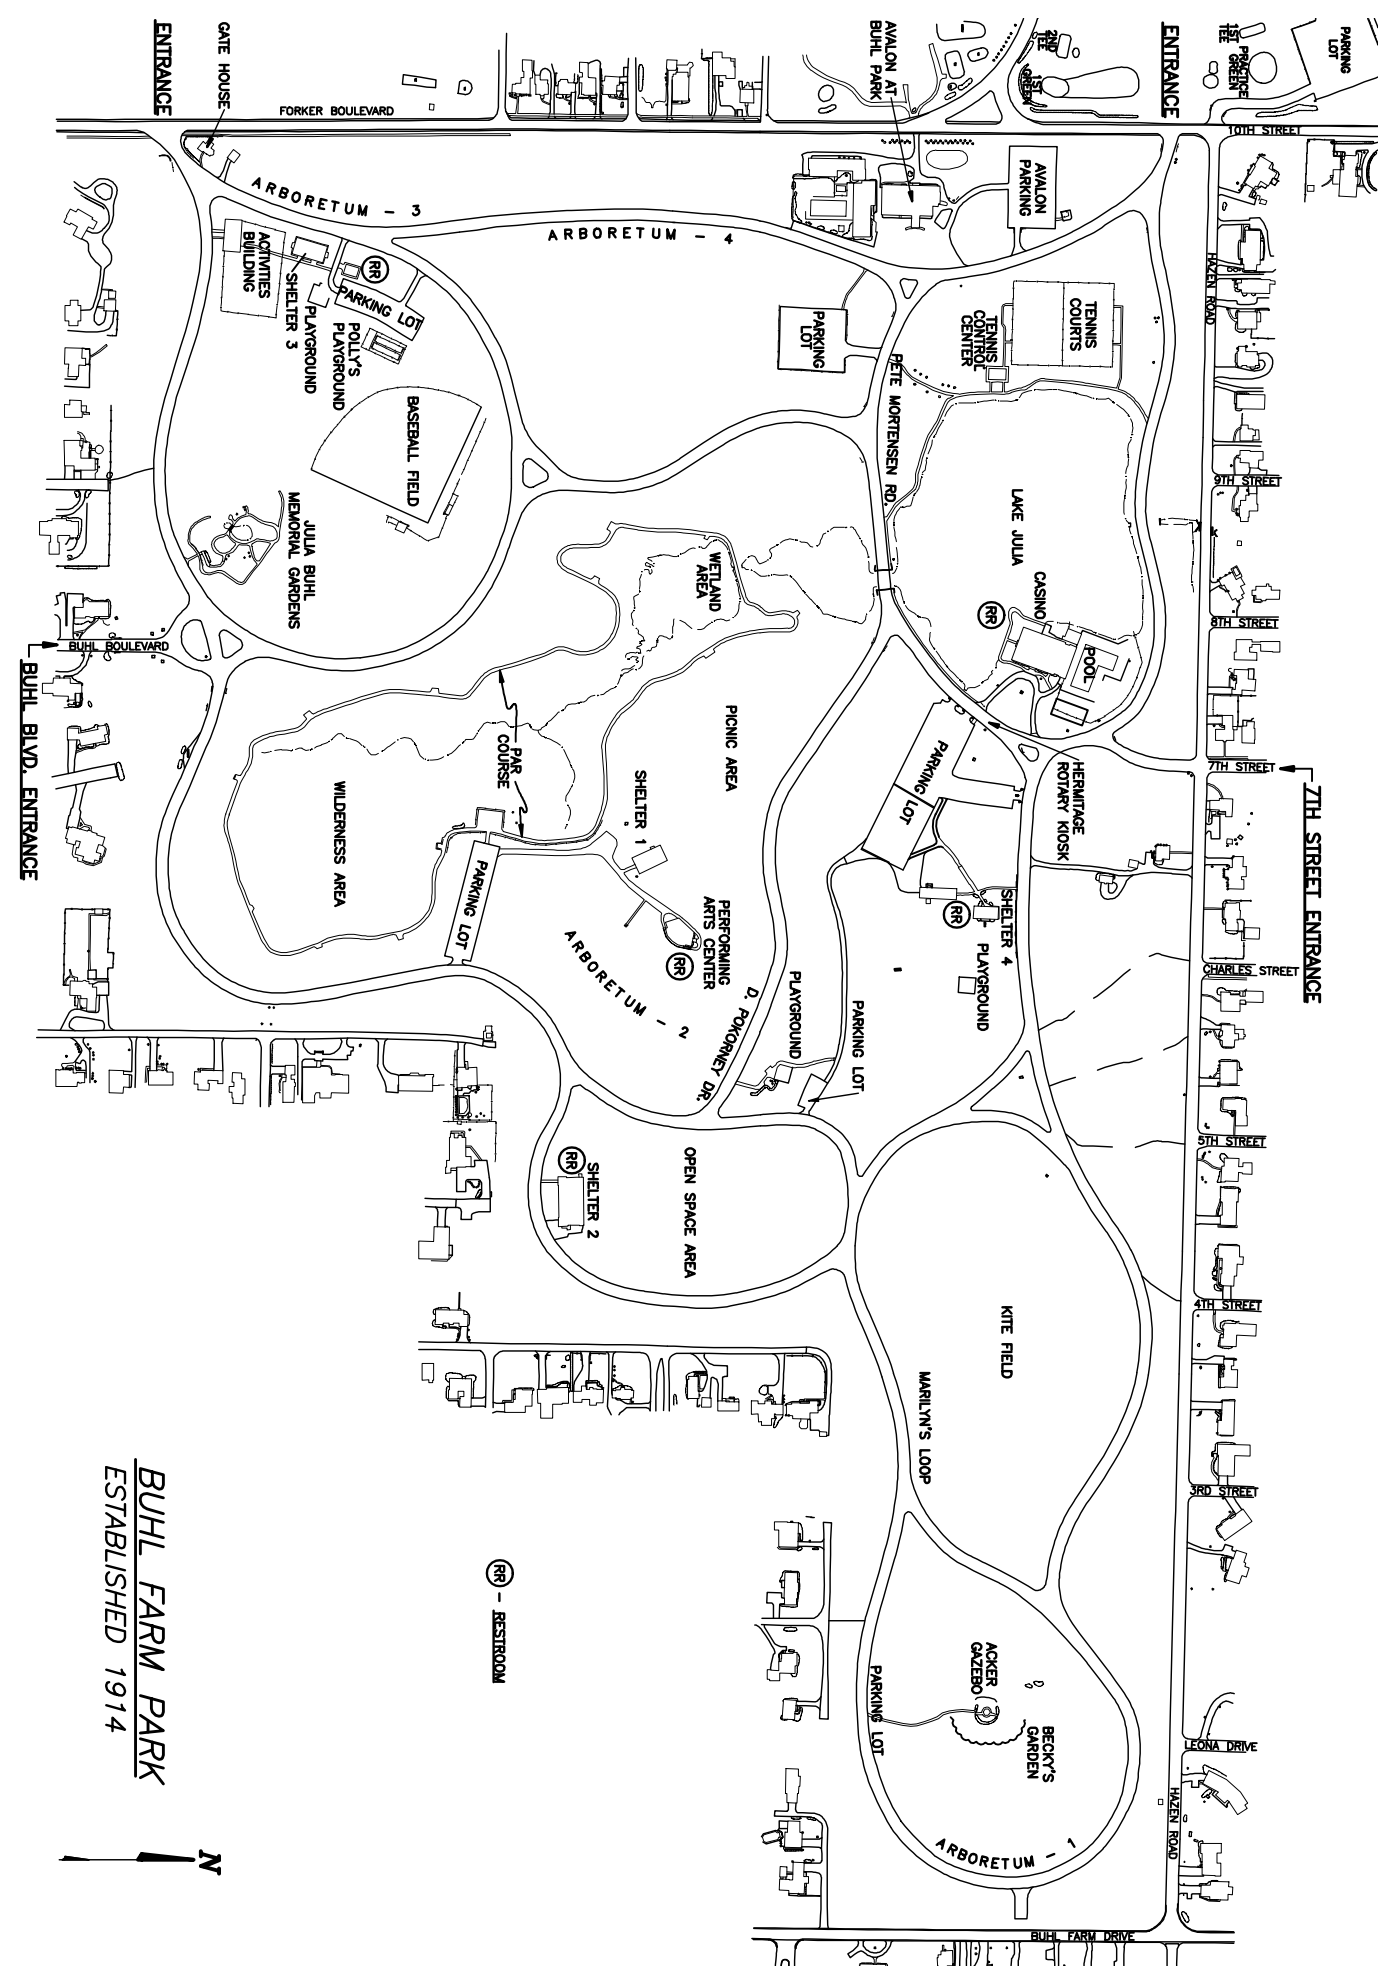 ENTRANCE
GATE HOUSE
FORKER BOULEVARD
AVALON AT
BUHL PARK
2ND
TEE
1ST
GREEN
ENTRANCE
1ST
TEE
PRACTICE
GREEN
PARKING
LOT
10TH STREET
HAZEN ROAD
9TH STREET
8TH STREET
7TH STREET
7TH STREET ENTRANCE
CHARLES STREET
5TH STREET
4TH STREET
3RD STREET
LEONA DRIVE
HAZEN ROAD
BUHL FARM DRIVE
ARBORETUM - 3
ARBORETUM - 4
AVALON
PARKING
ACTIVITIES
BUILDING
SHELTER 3
PLAYGROUND
RR
PARKING LOT
POLLY'S
PLAYGROUND
BASEBALL FIELD
JULIA BUHL
MEMORIAL GARDENS
PARKING
LOT
PETE MORTENSEN RD.
TENNIS
COURTS
TENNIS
CONTROL
CENTER
LAKE JULIA
CASINO
RR
POOL
WETLAND
AREA
BUHL BOULEVARD
BUHL BLVD. ENTRANCE
PAR
COURSE
PICNIC AREA
WILDERNESS AREA
SHELTER 1
PARKING LOT
PARKING LOT
HERMITAGE
ROTARY KIOSK
SHELTER 4
RR
PLAYGROUND
PERFORMING
ARTS CENTER
RR
ARBORETUM - 2
D. POKORNEY DR.
PLAYGROUND
PARKING LOT
RR
SHELTER 2
OPEN SPACE AREA
KITE FIELD
MARILYN'S LOOP
ACKER
GAZEBO
BECKY'S
GARDEN
PARKING LOT
ARBORETUM - 1
RR - RESTROOM
BUHL FARM PARK
ESTABLISHED 1914
N